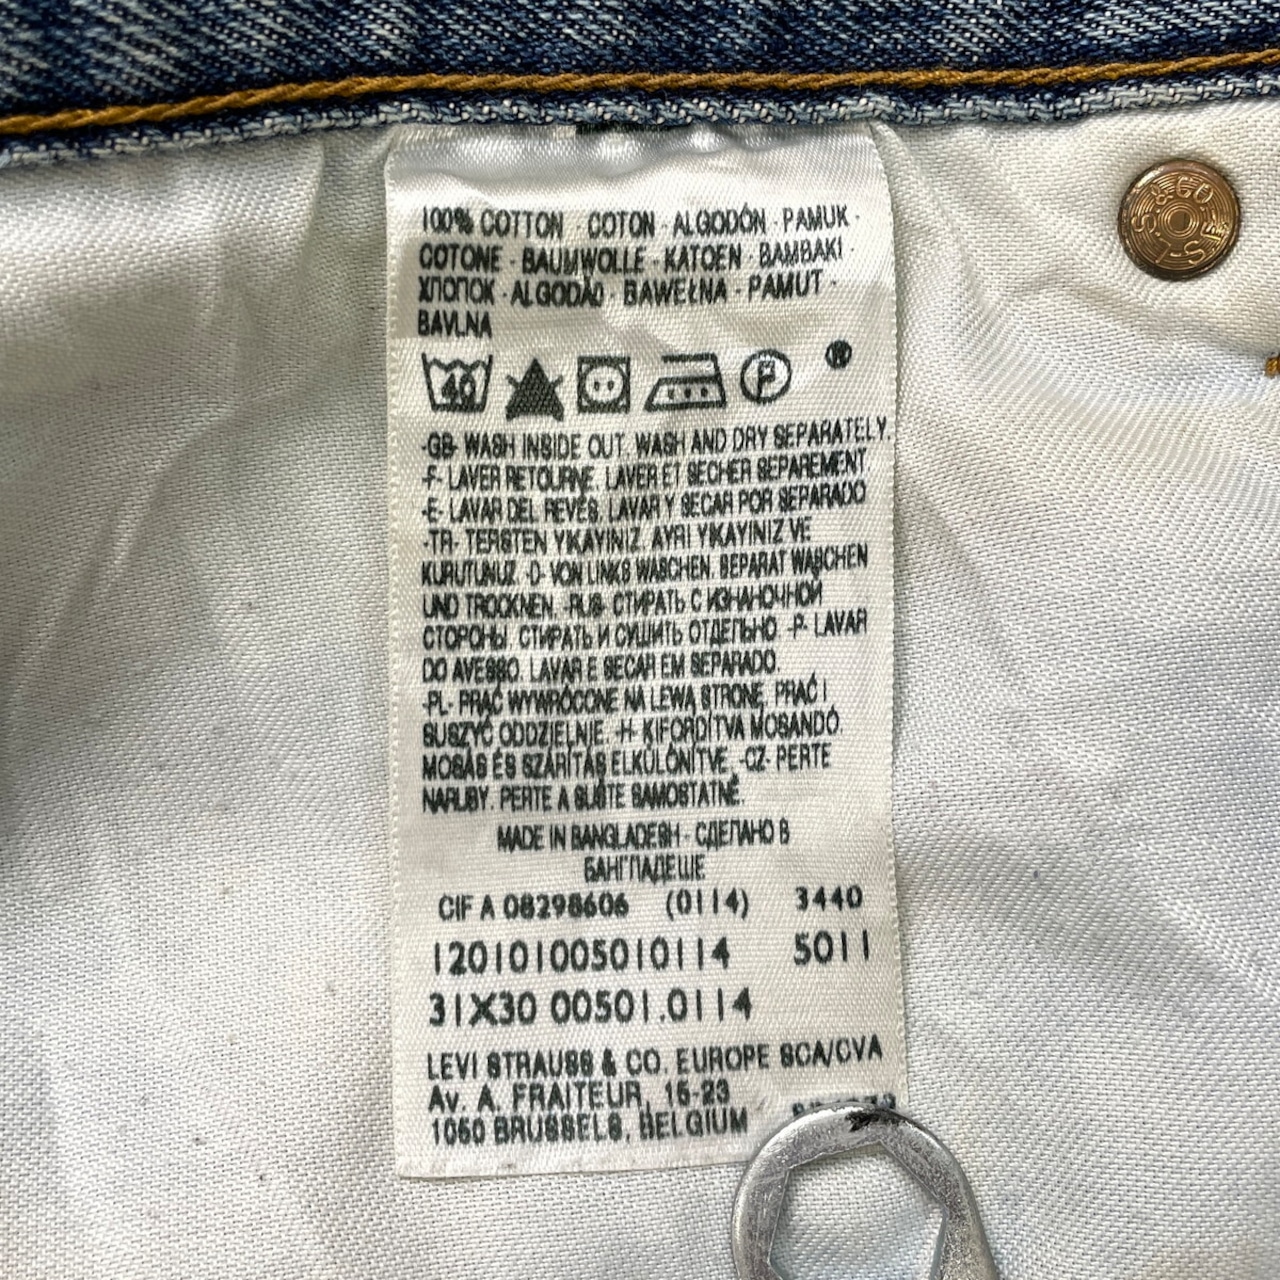 100% COTTON · COTON · ALGODÓN · PAMUK ·
COTONE · BAUMWOLLE · KATOEN · BAMBAKI ·
ХЛОПОК · ALGODÃO · BAWEŁNA · PAMUT ·
BAVLNA
40 P ®
-GB- WASH INSIDE OUT. WASH AND DRY SEPARATELY.
-F- LAVER RETOURNE. LAVER ET SECHER SEPAREMENT.
-E- LAVAR DEL REVÉS. LAVAR Y SECAR POR SEPARADO
-TR- TERSTEN YIKAYINIZ. AYRI YIKAYINIZ VE
KURUTUNUZ. -D- VON LINKS WASCHEN. SEPARAT WASCHEN
UND TROCKNEN. -RUS- СТИРАТЬ С ИЗНАНОЧНОЙ
СТОРОНЫ. СТИРАТЬ И СУШИТЬ ОТДЕЛЬНО -P- LAVAR
DO AVESSO. LAVAR E SECAR EM SEPARADO.
-PL- PRAĆ WYWRÓCONE NA LEWĄ STRONĘ, PRAĆ I
SUSZYĆ ODDZIELNIE. -H- KIFORDÍTVA MOSANDÓ.
MOSÁS ÉS SZÁRÍTÁS ELKÜLÖNÍTVE. -CZ- PERTE
NARUBY. PERTE A SUŠTE SAMOSTATNĚ.
MADE IN BANGLADESH - СДЕЛАНО В
БАНГЛАДЕШЕ
CIF A 08298606 (0114) 3440
120101005010114 5011
31X30 00501.0114
LEVI STRAUSS & CO. EUROPE SCA/CVA
Av. A. FRAITEUR, 15-23
1050 BRUSSELS, BELGIUM
L.S. & CO S-F